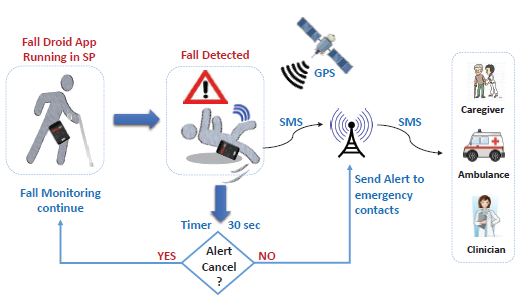 Fall Droid App
Running in SP
Fall Detected
GPS
SMS
SMS
Caregiver
Ambulance
Clinician
Fall Monitoring
continue
Send Alert to
emergency
contacts
Timer 30 sec
YES
Alert
Cancel
?
NO